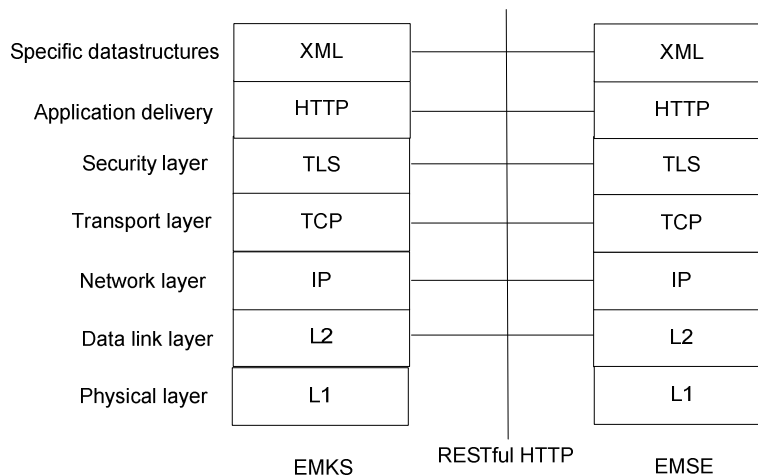 Specific datastructures XML XML
Application delivery HTTP HTTP
Security layer TLS TLS
Transport layer TCP TCP
Network layer IP IP
Data link layer L2 L2
Physical layer L1 L1
EMKS RESTful HTTP EMSE